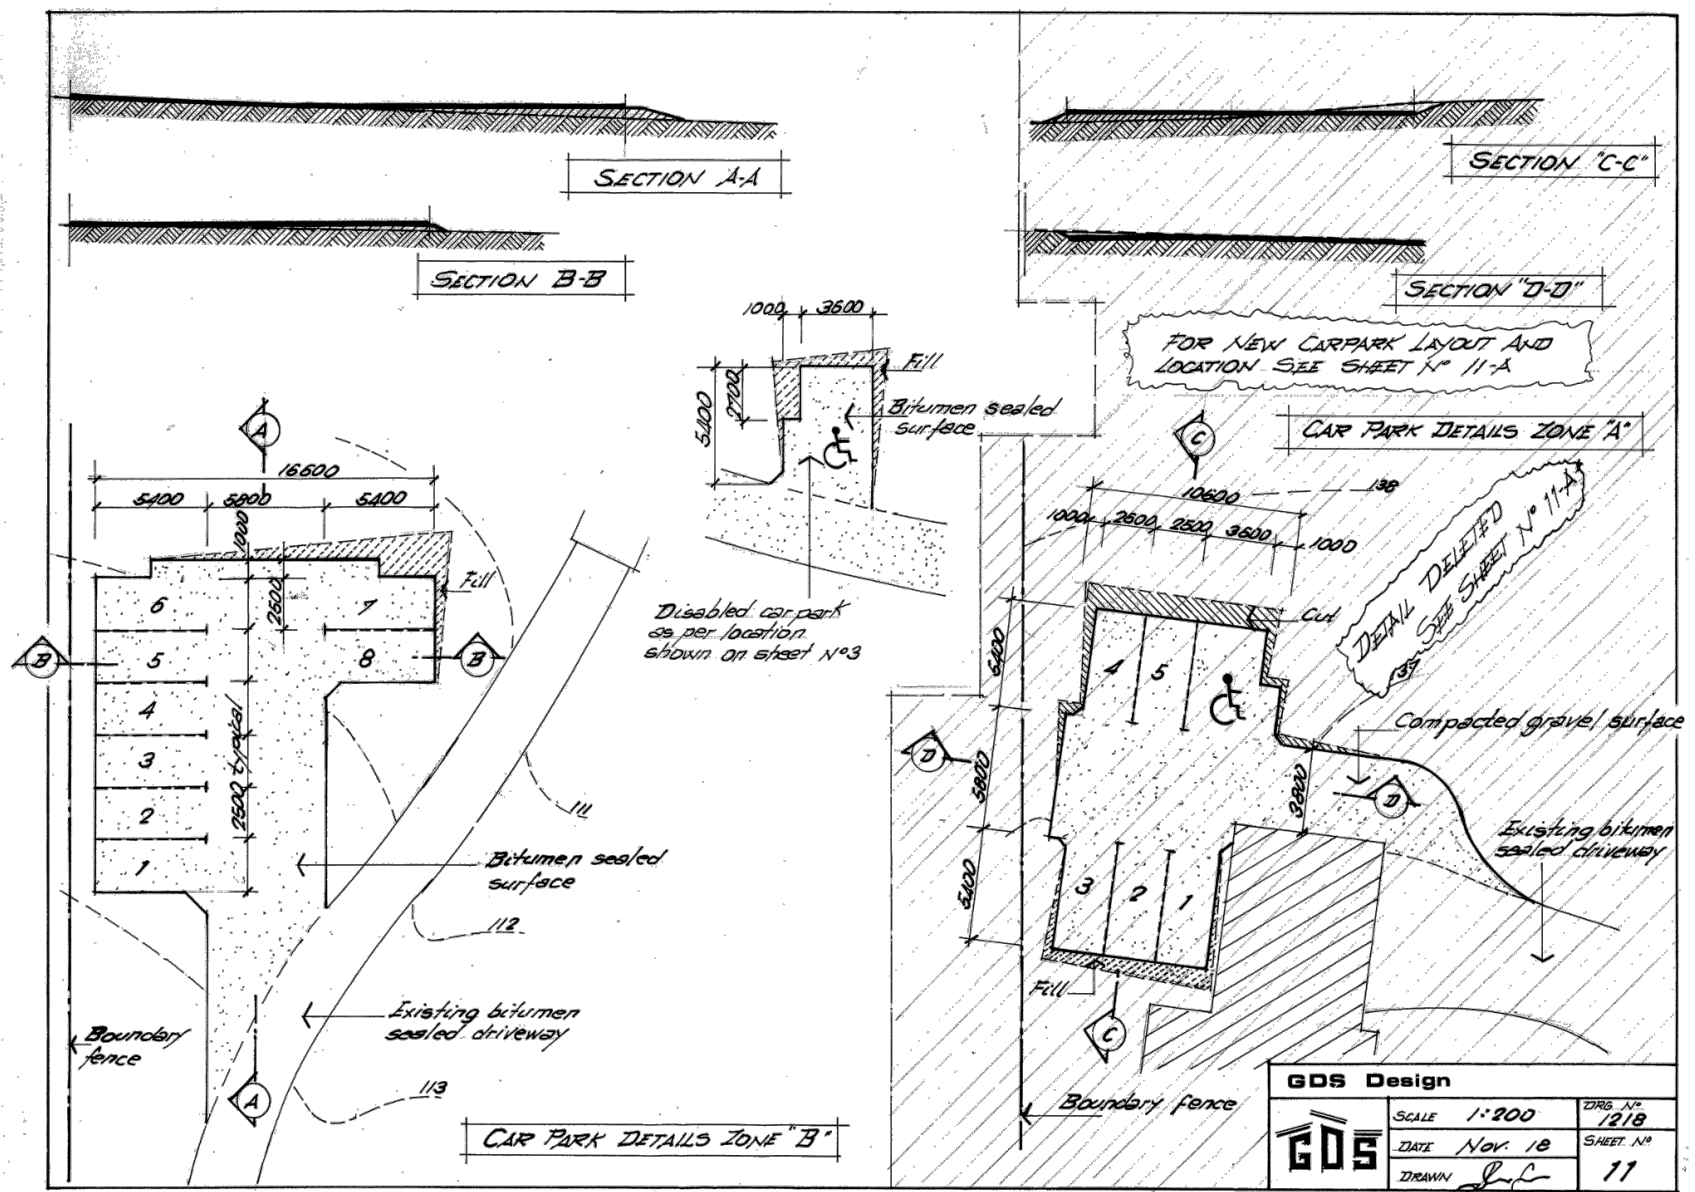 SECTION A-A
SECTION "C-C"
SECTION B-B
SECTION "D-D"
FOR NEW CARPARK LAYOUT AND
LOCATION SEE SHEET Nº 11-A
CAR PARK DETAILS ZONE "A"
DETAIL DELETED
SEE SHEET Nº 11-A
1000
3600
5400
2700
Fill
Bitumen sealed
surface
Disabled car park
as per location
shown on sheet Nº3
A
16600
5400
5800
5400
1000
2600
2500 typical
Fill
6
7
5
8
4
3
2
1
B
B
Bitumen sealed
surface
111
112
113
Existing bitumen
sealed driveway
Boundary
fence
A
CAR PARK DETAILS ZONE "B"
C
10600
138
1000
2600
2500
3600
1000
5400
5800
5400
Cut
4
5
137
Compacted gravel surface
D
D
3800
Existing bitumen
sealed driveway
3
2
1
Fill
C
Boundary fence
GDS Design
GDS
SCALE 1:200
DRG. Nº
1218
DATE Nov. 18
SHEET Nº
11
DRAWN